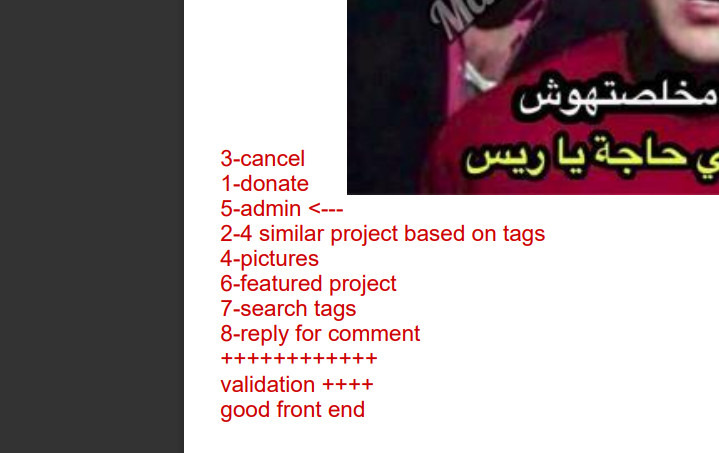 مخلصتهوش
ي حاجة يا ريس
3-cancel
1-donate
5-admin <---
2-4 similar project based on tags
4-pictures
6-featured project
7-search tags
8-reply for comment
++++++++++++
validation ++++
good front end